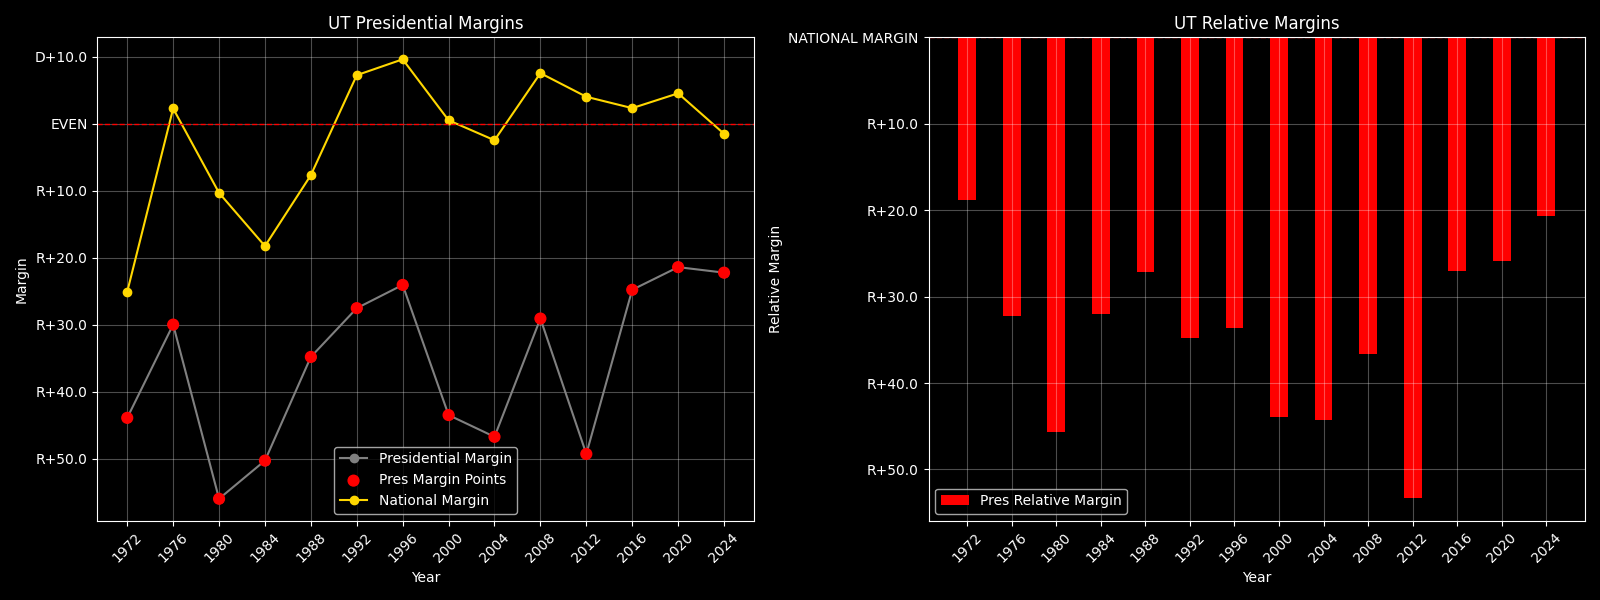 UT Presidential Margins
D+10.0
EVEN
R+10.0
R+20.0
R+30.0
R+40.0
R+50.0
Margin
Presidential Margin
Pres Margin Points
National Margin
1972
1976
1980
1984
1988
1992
1996
2000
2004
2008
2012
2016
2020
2024
Year
UT Relative Margins
NATIONAL MARGIN
R+10.0
R+20.0
R+30.0
R+40.0
R+50.0
Relative Margin
Pres Relative Margin
1972
1976
1980
1984
1988
1992
1996
2000
2004
2008
2012
2016
2020
2024
Year